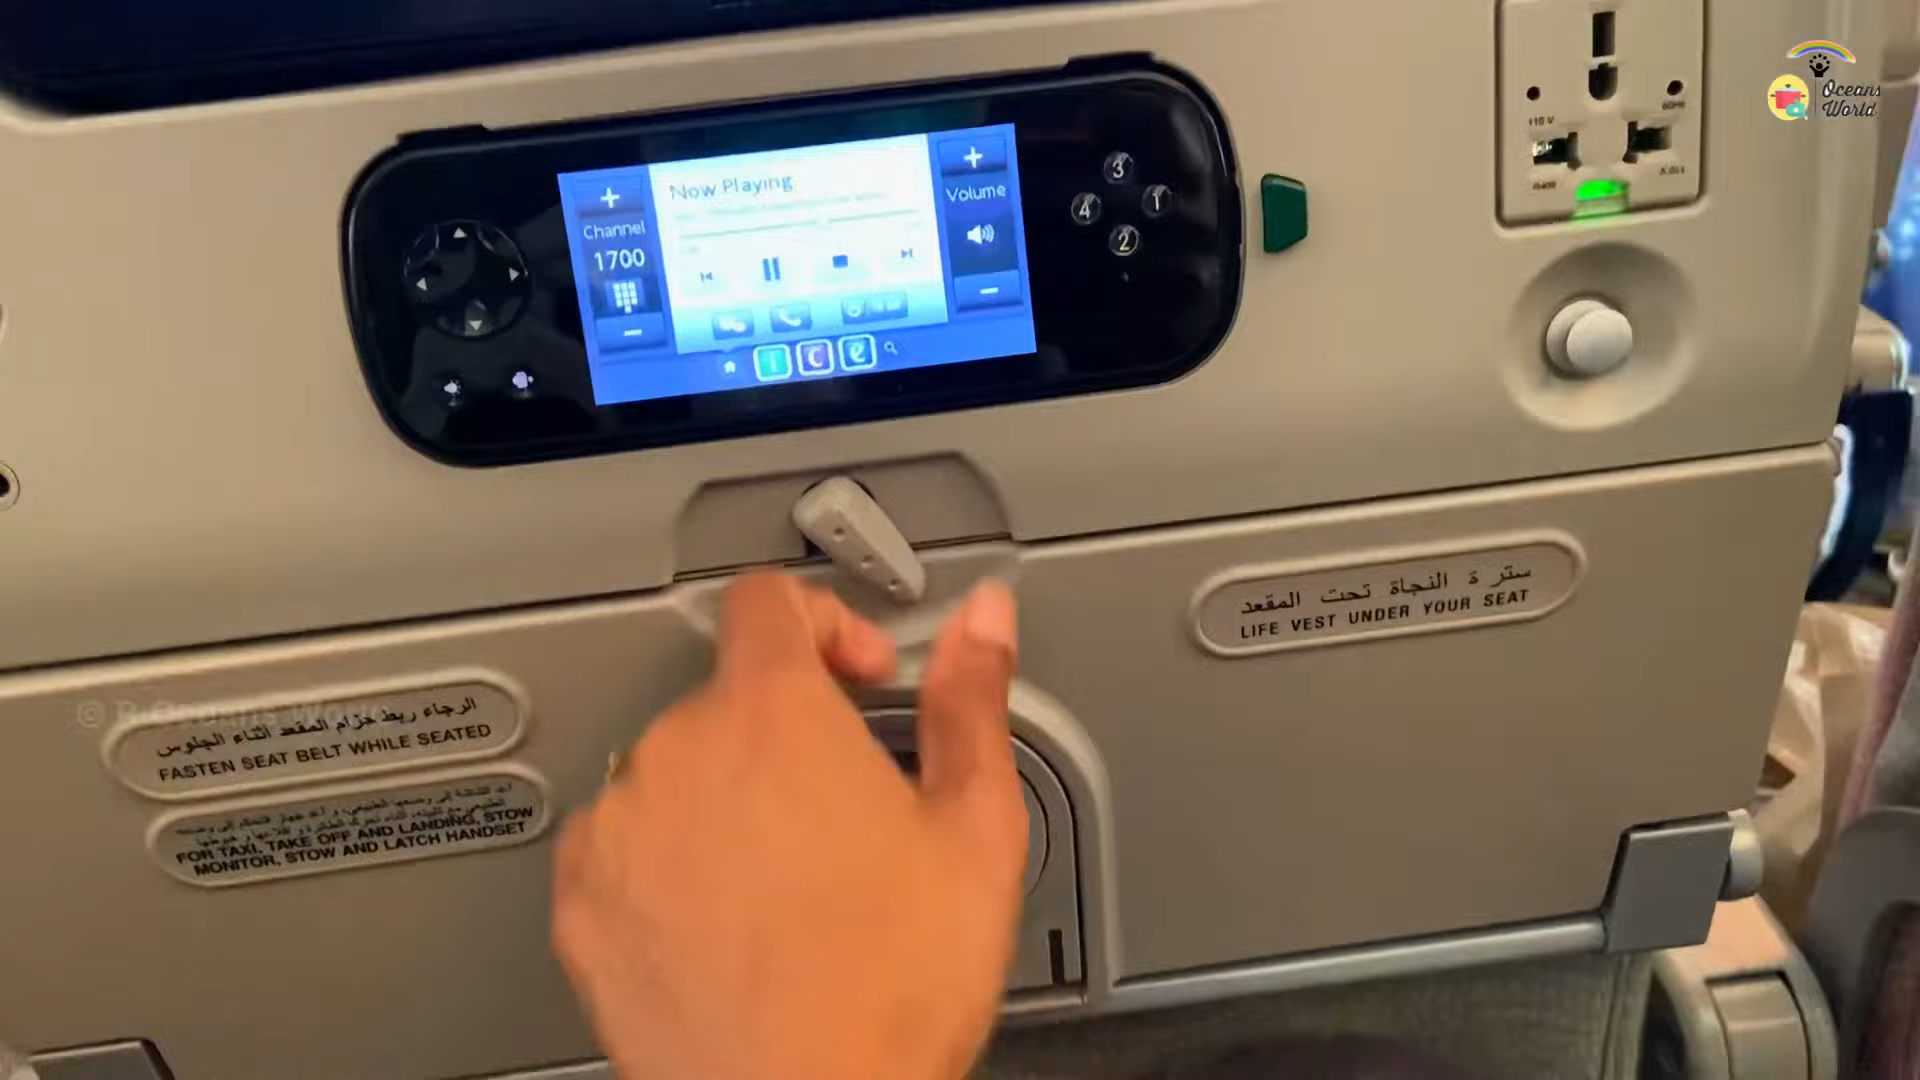 Oceans
World
Now Playing
+
Channel
1700
−
+
Volume
−
3
4
1
2
i
c
e
110 V
60Hz
110 V
سترة النجاة تحت المقعد
LIFE VEST UNDER YOUR SEAT
الرجاء ربط حزام المقعد اثناء الجلوس
FASTEN SEAT BELT WHILE SEATED
FOR TAXI, TAKE OFF AND LANDING, STOW
MONITOR, STOW AND LATCH HANDSET